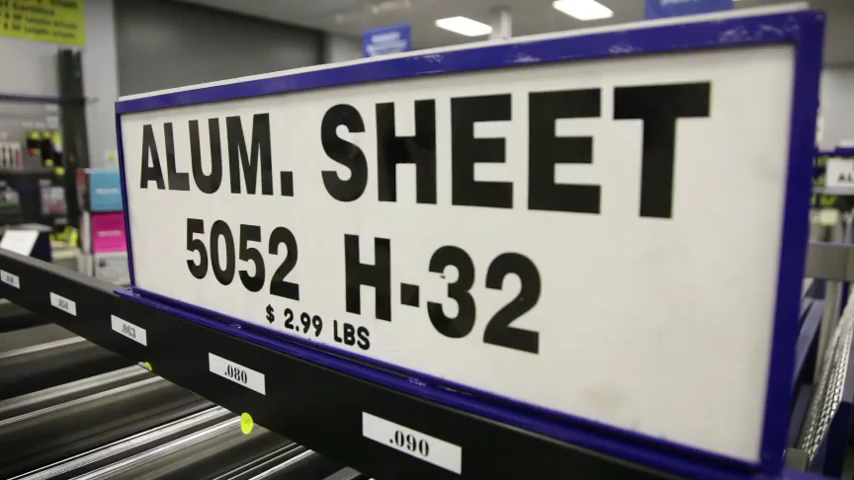 ALUM. SHEET
5052 H-32
$ 2.99 LBS
.063
.080
.090